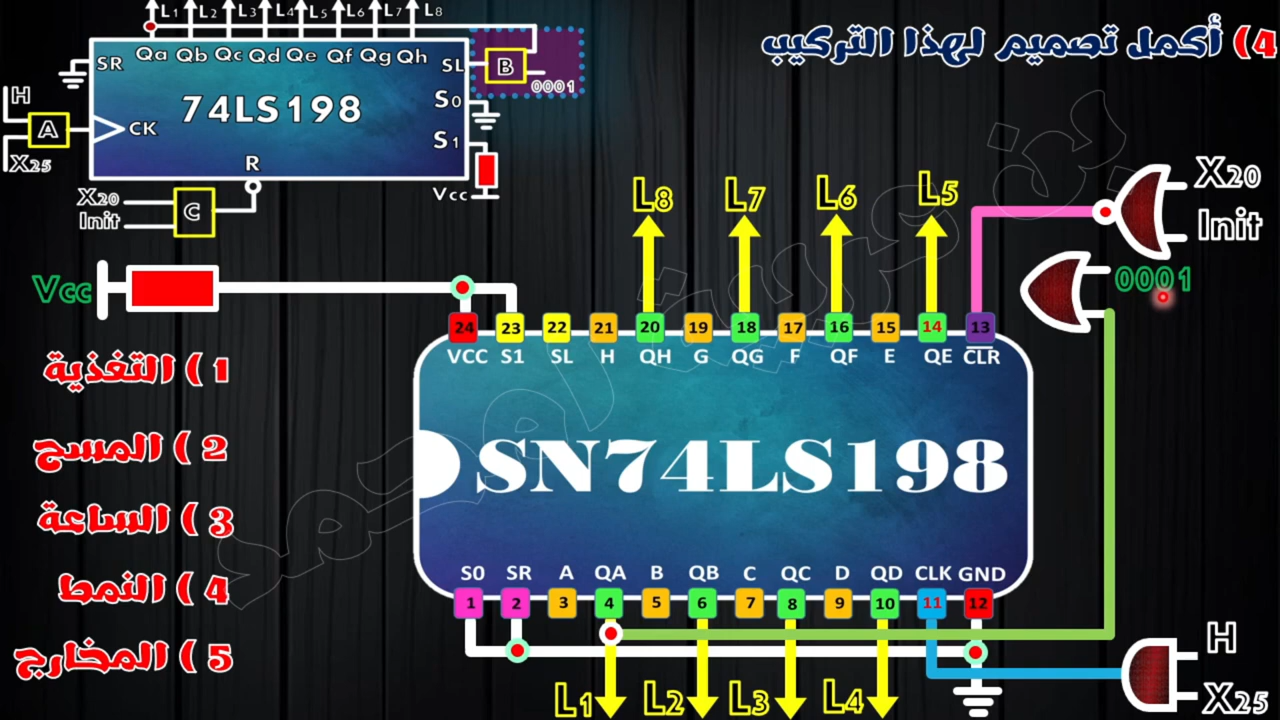 4) أكمل تصميم لهذا التركيب
L1 L2 L3 L4 L5 L6 L7 L8
SR Qa Qb Qc Qd Qe Qf Qg Qh SL
B
0001
H
A
X25
CK
74LS198
S0
S1
R
Vcc
X20
Init
C
L8 L7 L6 L5
X20
Init
0001
Vcc
24 23 22 21 20 19 18 17 16 15 14 13
VCC S1 SL H QH G QG F QF E QE CLR
1) التغذية
2) المسح
3) الساعة
4) النمط
5) المخارج
SN74LS198
S0 SR A QA B QB C QC D QD CLK GND
1 2 3 4 5 6 7 8 9 10 11 12
H
X25
L1 L2 L3 L4